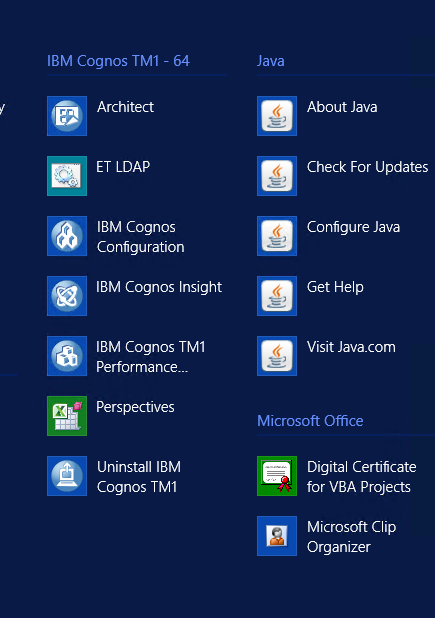 IBM Cognos TM1 - 64
Architect
ET LDAP
IBM Cognos
Configuration
IBM Cognos Insight
IBM Cognos TM1
Performance...
Perspectives
Uninstall IBM
Cognos TM1
Java
About Java
Check For Updates
Configure Java
Get Help
Visit Java.com
Microsoft Office
Digital Certificate
for VBA Projects
Microsoft Clip
Organizer